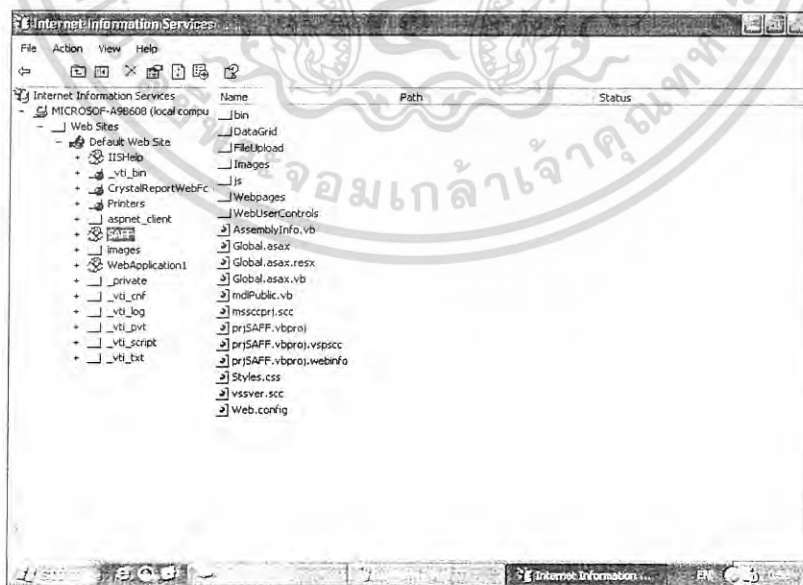 Internet Information Services
File Action View Help
Internet Information Services
MICROSOF-A9B608 (local compu
Web Sites
Default Web Site
IISHelp
_vti_bin
CrystalReportWebFc
Printers
aspnet_client
SAFF
images
WebApplication1
_private
_vti_cnf
_vti_log
_vti_pvt
_vti_script
_vti_txt
Name Path Status
bin
DataGrid
FileUpload
Images
js
Webpages
WebUserControls
AssemblyInfo.vb
Global.asax
Global.asax.resx
Global.asax.vb
mdlPublic.vb
mssccprj.scc
prjSAFF.vbproj
prjSAFF.vbproj.vspscc
prjSAFF.vbproj.webinfo
Styles.css
vssver.scc
Web.config
Internet Information ... EN